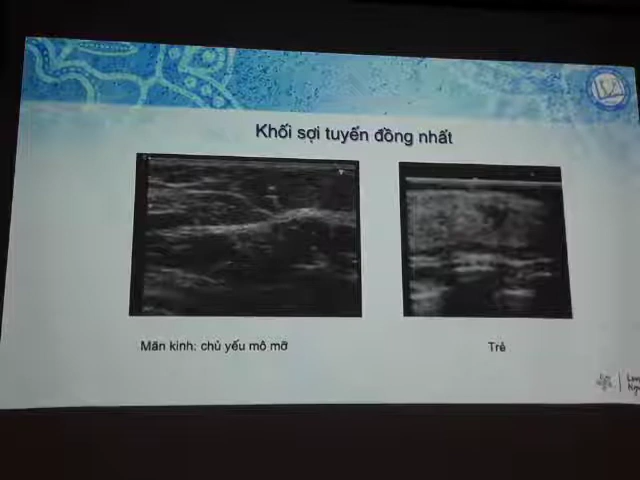 Khối sợi tuyến đồng nhất
Mãn kinh: chủ yếu mô mỡ
Trẻ